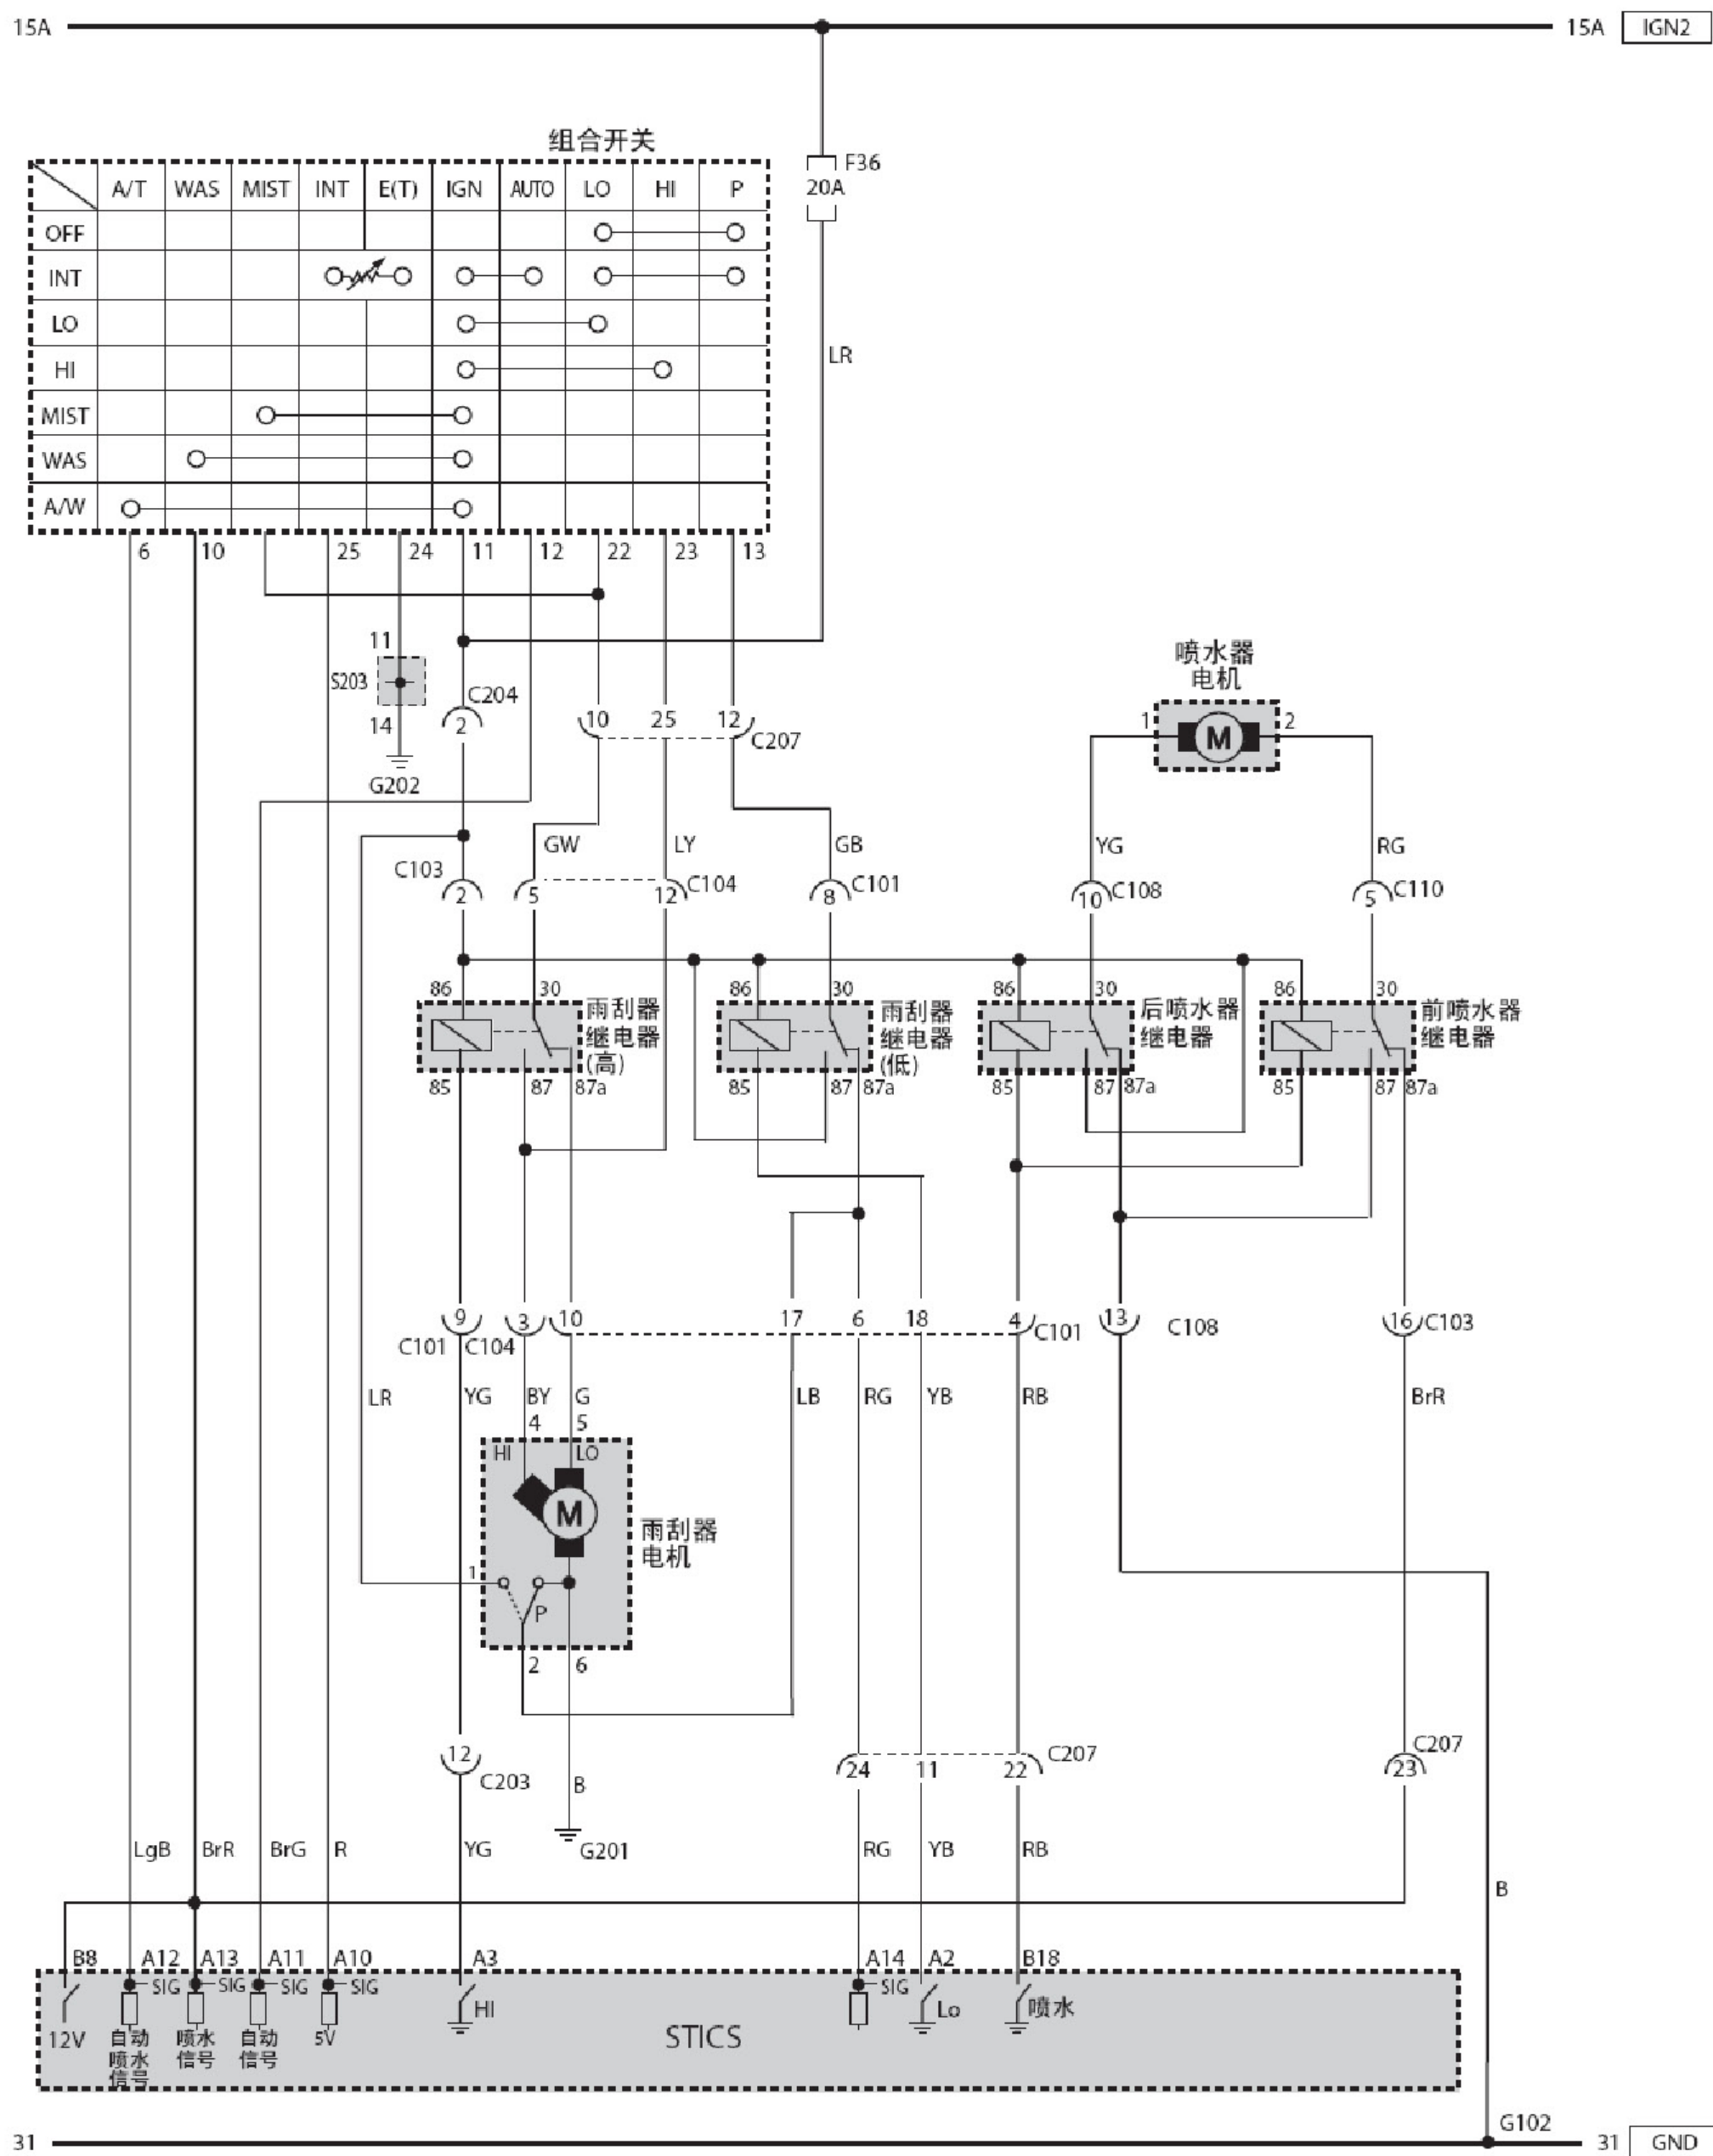 15A
15A IGN2
组合开关
F36
20A
A/T WAS MIST INT E(T) IGN AUTO LO HI P
OFF
INT
LO
HI
MIST
WAS
A/W
LR
6 10 25 24 11 12 22 23 13
11
S203
14
G202
C204
2
10 25 12
C207
喷水器
电机
1 M 2
GW LY GB YG RG
C103
2 5 12 C104 8 C101 10 C108 5 C110
86 30 86 30 86 30 86 30
雨刮器
继电器
(高)
雨刮器
继电器
(低)
后喷水器
继电器
前喷水器
继电器
85 87 87a 85 87 87a 85 87 87a 85 87 87a
9 3 10 17 6 18 4 C101 13 C108 16 C103
C101 C104
LR YG BY G LB RG YB RB BrR
4 5
HI LO
M
雨刮器
电机
1
P
2 6
12
C203
B
G201
24 11 22 C207
C207
23
LgB BrR BrG R YG RG YB RB
B
B8 A12 A13 A11 A10 A3 A14 A2 B18
SIG SIG SIG SIG SIG
HI Lo 喷水
12V
自动
喷水
信号
喷水
信号
自动
信号
5V
STICS
G102
31
31 GND